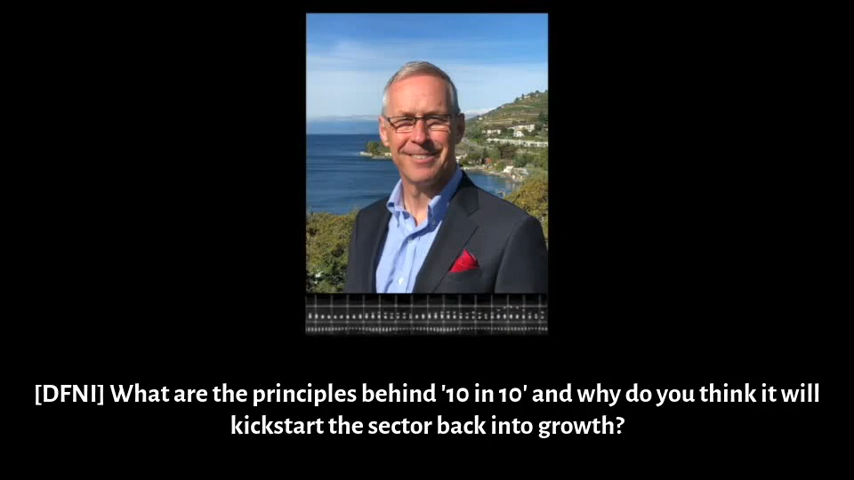 [DFNI] What are the principles behind '10 in 10' and why do you think it will
kickstart the sector back into growth?